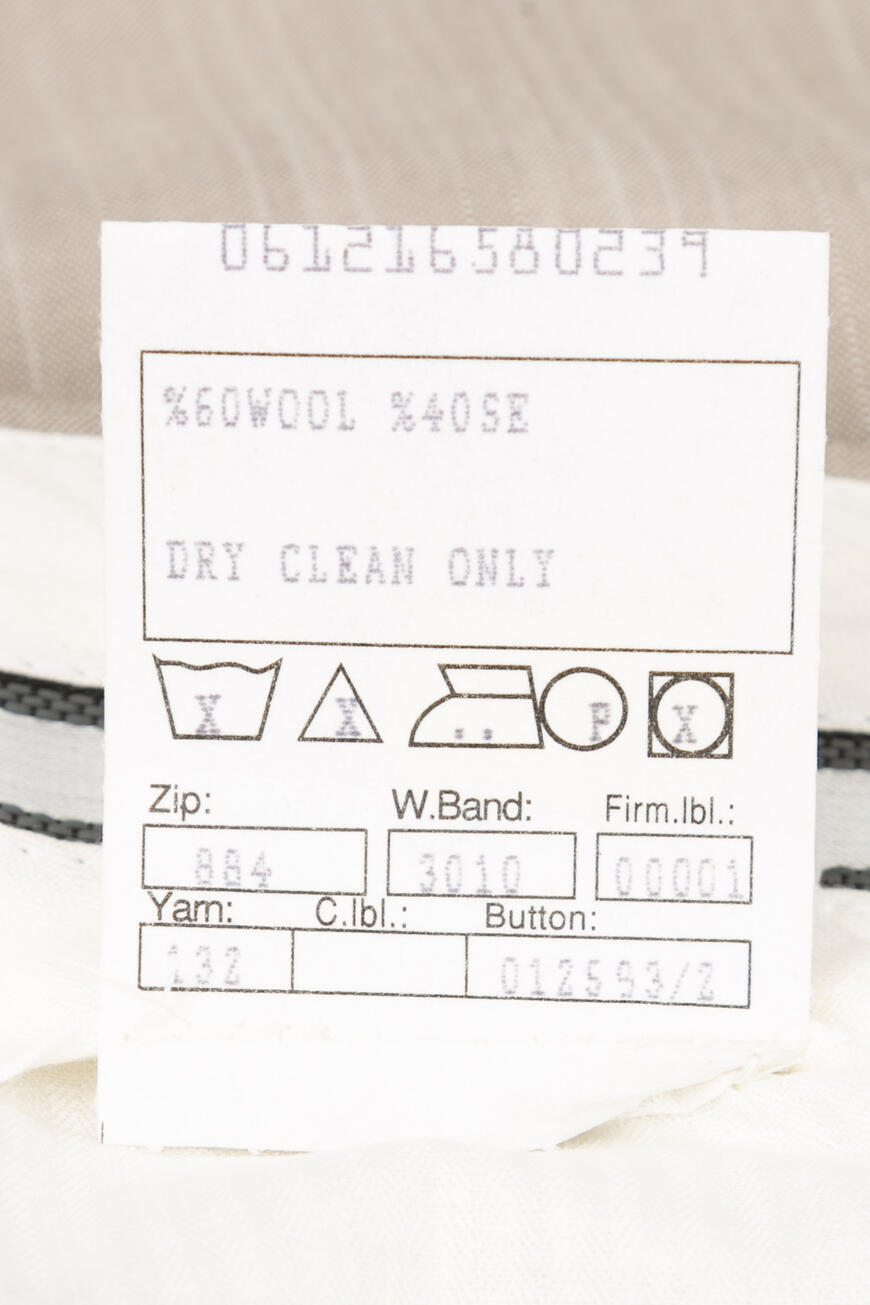 061216580239
%60WOOL %40SE
DRY CLEAN ONLY
X X .. P X
Zip: W.Band: Firm.lbl.:
884 3010 00001
Yarn: C.lbl.: Button:
132 012593/2